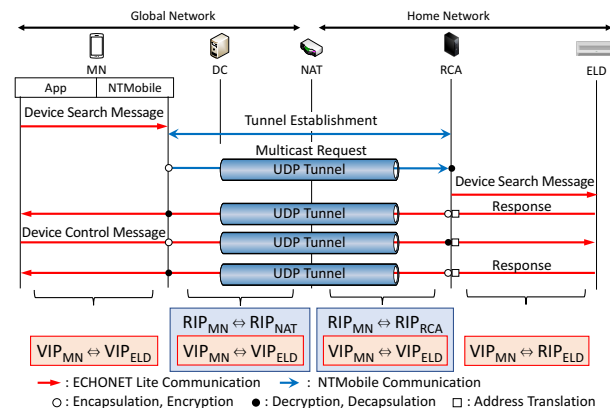 Global Network
Home Network
MN
DC
NAT
RCA
ELD
App
NTMobile
Device Search Message
Tunnel Establishment
Multicast Request
UDP Tunnel
Device Search Message
UDP Tunnel
Response
Device Control Message
UDP Tunnel
UDP Tunnel
Response
RIP_MN ⇔ RIP_NAT
RIP_MN ⇔ RIP_RCA
VIP_MN ⇔ VIP_ELD
VIP_MN ⇔ VIP_ELD
VIP_MN ⇔ VIP_ELD
VIP_MN ⇔ RIP_ELD
: ECHONET Lite Communication
: NTMobile Communication
: Encapsulation, Encryption
: Decryption, Decapsulation
: Address Translation